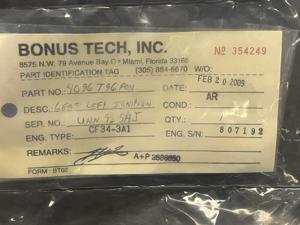 BONUS TECH, INC. Nº 354249
8575 N.W. 79 Avenue Bay C • Miami, Florida 33166
PART IDENTIFICATION TAG (305) 884-6670 W/O:
FEB 20 2009
PART NO. COND: AR
DESC. LEFT IGNITION
SER. NO. QTY:
ENG. TYPE: CF34-3A1 ENG. S/N: 807192
REMARKS: A+P
FORM : BT02